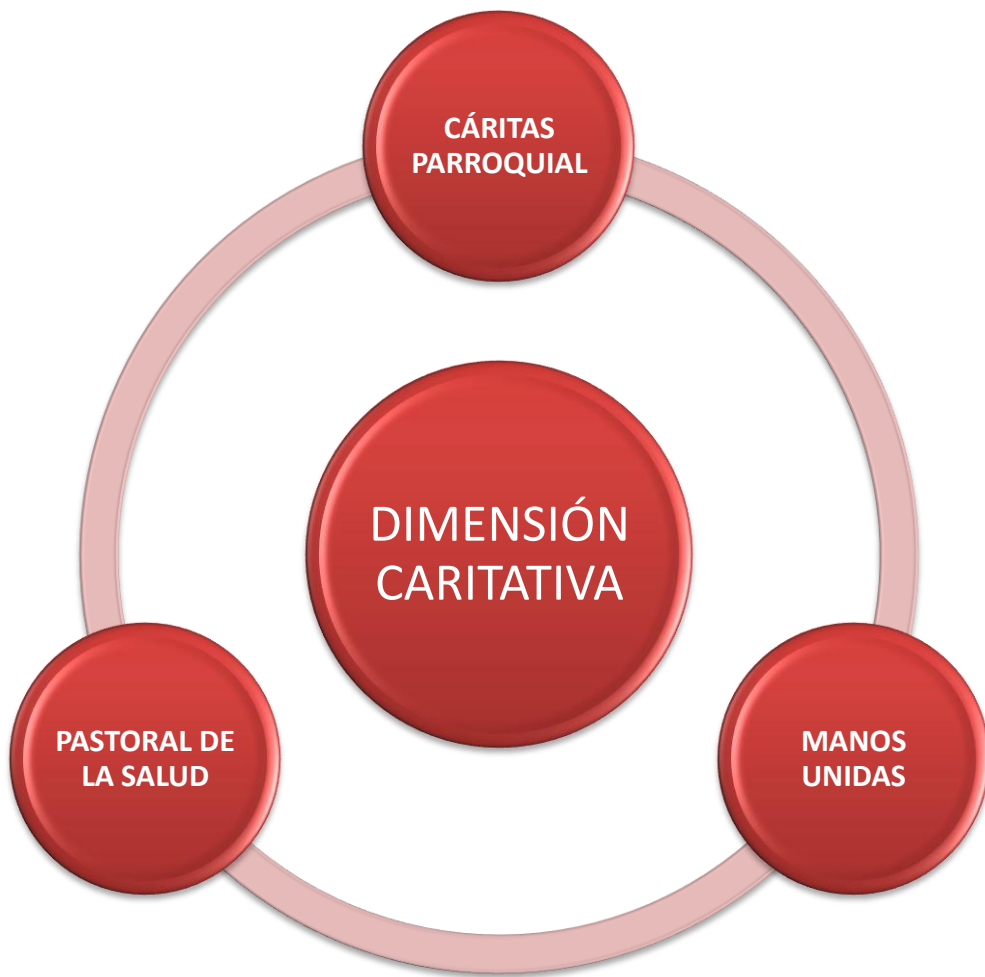 CÁRITAS
PARROQUIAL
DIMENSIÓN
CARITATIVA
PASTORAL DE
LA SALUD
MANOS
UNIDAS